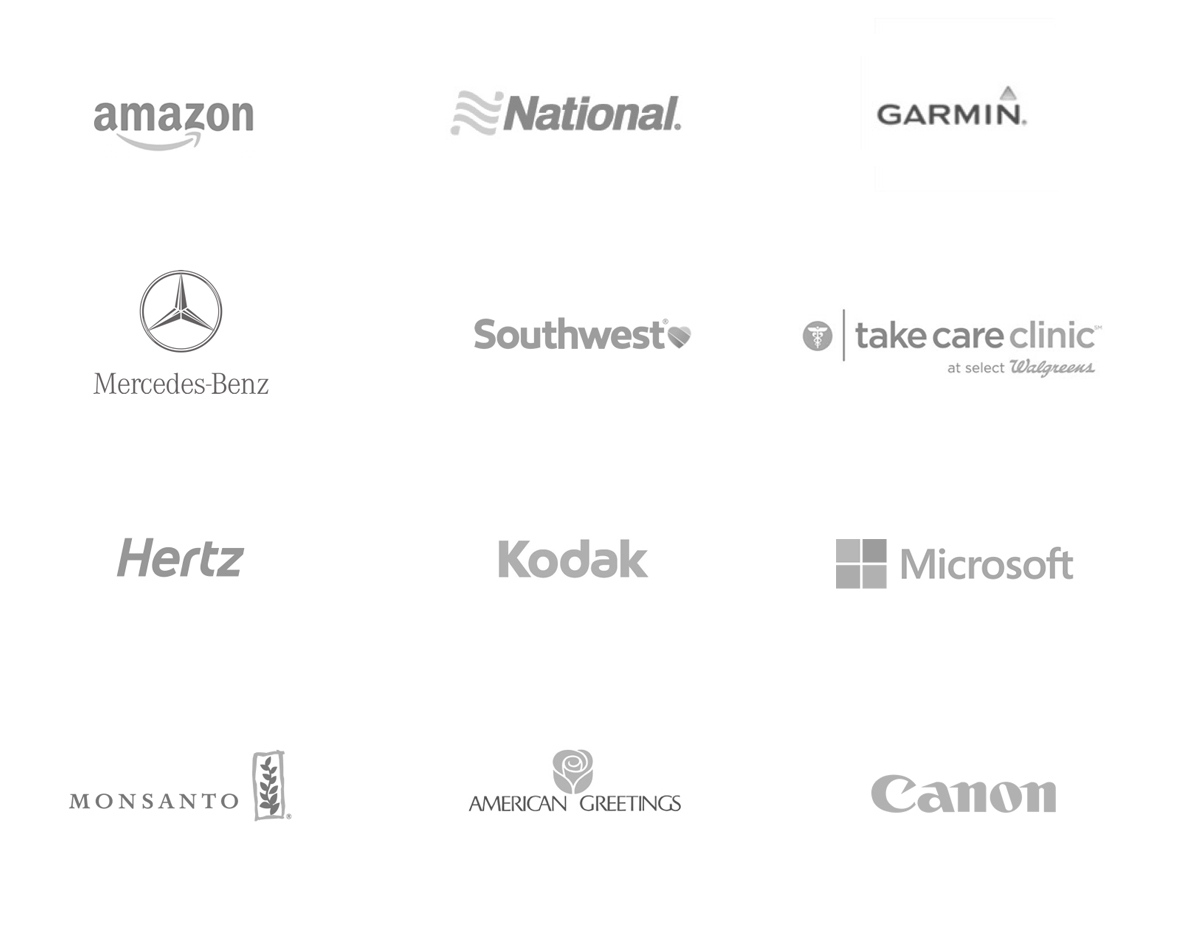 amazon
National.
GARMIN®
Mercedes-Benz
Southwest®
take care clinic℠
at select Walgreens
Hertz
Kodak
Microsoft
MONSANTO ®
AMERICAN GREETINGS
Canon